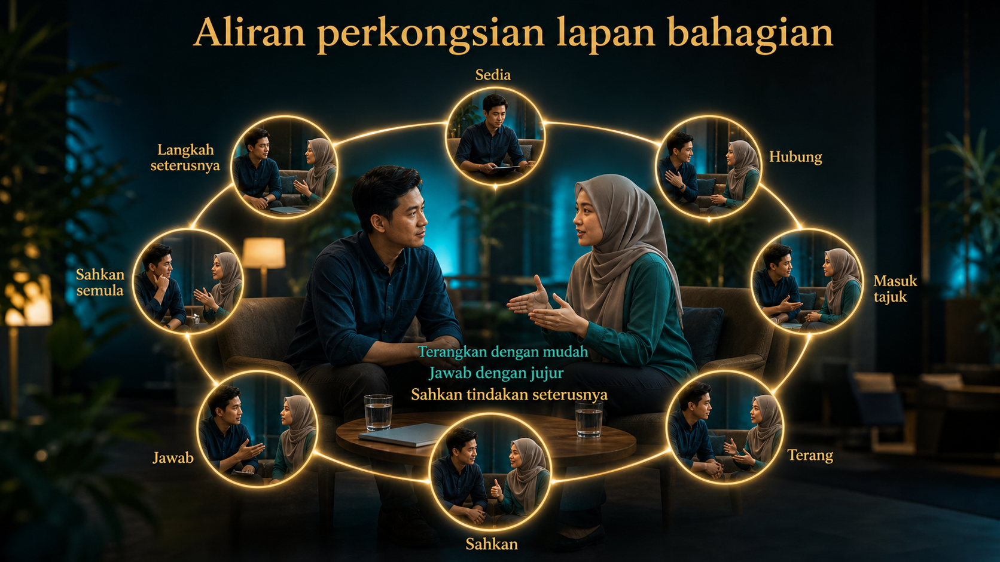 Aliran perkongsian lapan bahagian
Sedia
Hubung
Masuk
tajuk
Terang
Sahkan
Jawab
Sahkan
semula
Langkah
seterusnya
Terangkan dengan mudah
Jawab dengan jujur
Sahkan tindakan seterusnya